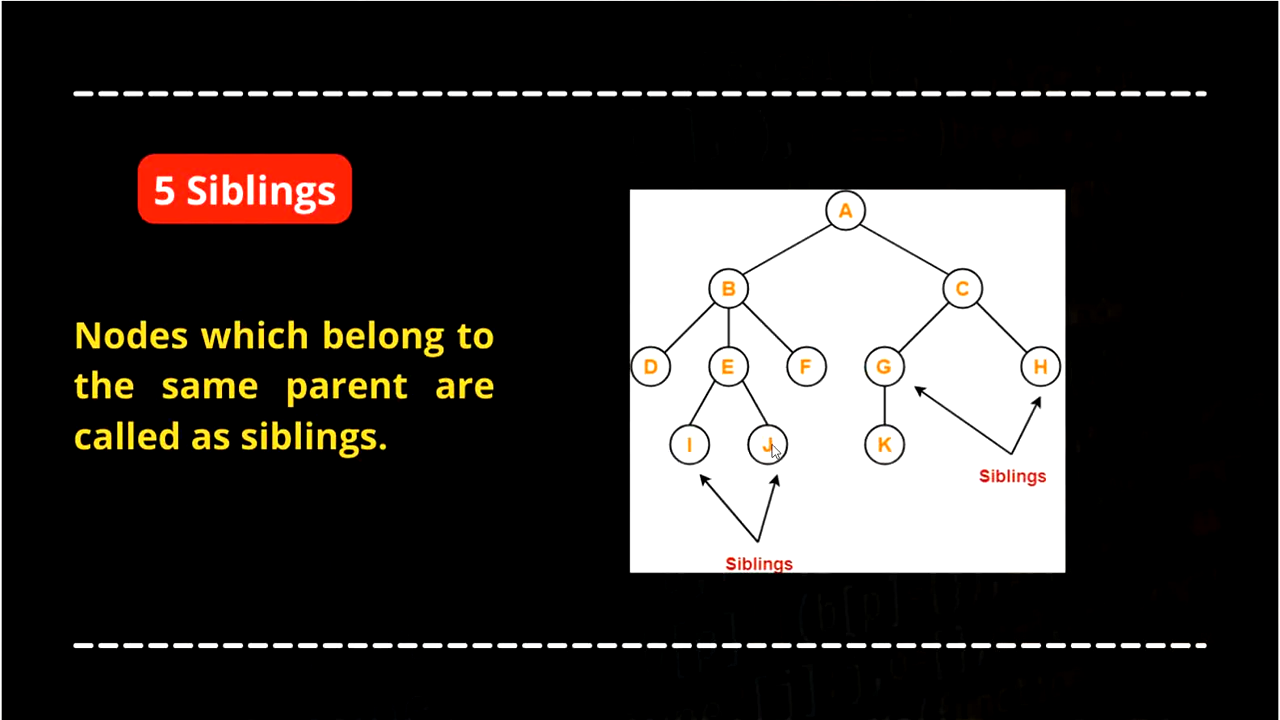 5 Siblings
Nodes which belong to
the same parent are
called as siblings.
A
B
C
D
E
F
G
H
I
J
K
Siblings
Siblings